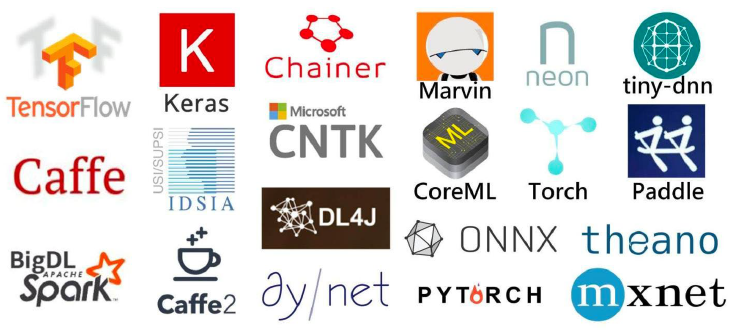 TensorFlow
K
Keras
Chainer
Marvin
n
neon
tiny-dnn
Caffe
USI/SUPSI
IDSIA
Microsoft
CNTK
ML
CoreML
Torch
Paddle
DL4J
BigDL
APACHE
Spark™
++
Caffe2
dy/net
ONNX
theano
PYTORCH
mxnet